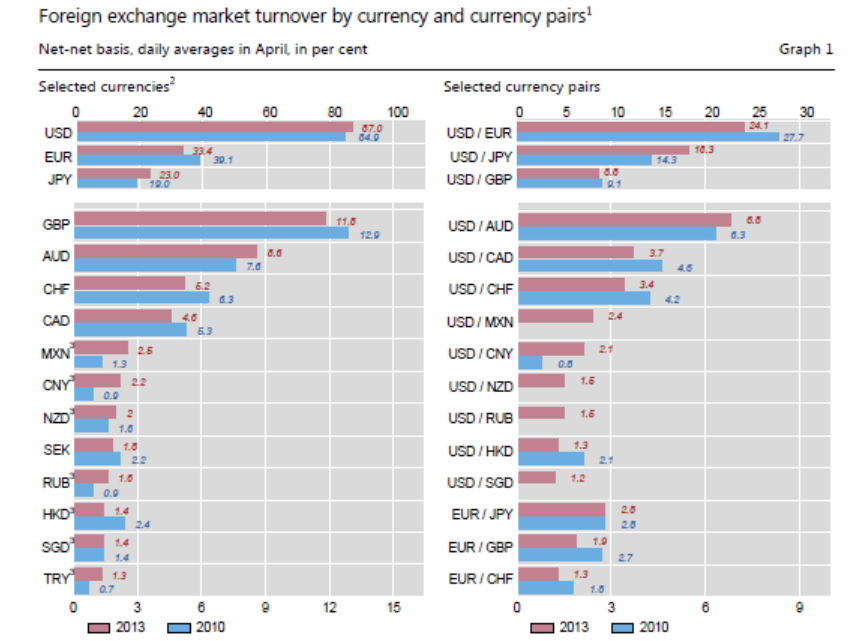 Foreign exchange market turnover by currency and currency pairs1
Net-net basis, daily averages in April, in per cent
Graph 1
Selected currencies2
0 20 40 60 80 100
USD 87.0
84.9
EUR 33.4
39.1
JPY 23.0
19.0
GBP 11.8
12.9
AUD 8.6
7.6
CHF 5.2
6.3
CAD 4.6
5.3
MXN3 2.5
1.3
CNY3 2.2
0.9
NZD3 2
1.6
SEK 1.8
2.2
RUB3 1.6
0.9
HKD3 1.4
2.4
SGD3 1.4
1.4
TRY3 1.3
0.7
0 3 6 9 12 15
2013 2010
Selected currency pairs
0 5 10 15 20 25 30
USD / EUR 24.1
27.7
USD / JPY 18.3
14.3
USD / GBP 8.8
9.1
USD / AUD 6.8
6.3
USD / CAD 3.7
4.6
USD / CHF 3.4
4.2
USD / MXN 2.4
USD / CNY 2.1
0.8
USD / NZD 1.5
USD / RUB 1.5
USD / HKD 1.3
2.1
USD / SGD 1.2
EUR / JPY 2.8
2.8
EUR / GBP 1.9
2.7
EUR / CHF 1.3
1.8
0 3 6 9
2013 2010